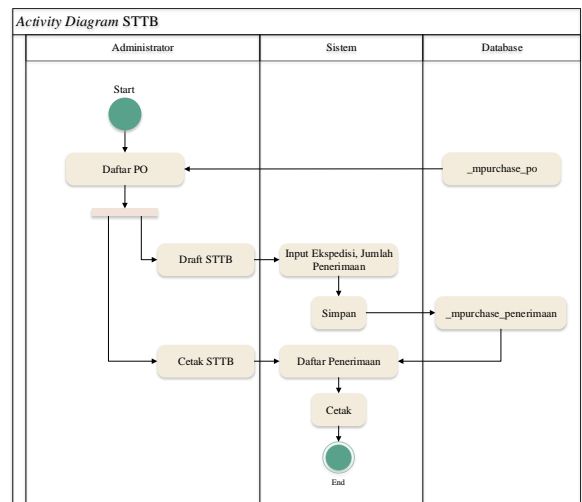 Activity Diagram STTB
Administrator
Sistem
Database
Start
Daftar PO
_mpurchase_po
Draft STTB
Input Ekspedisi, Jumlah
Penerimaan
Simpan
_mpurchase_penerimaan
Cetak STTB
Daftar Penerimaan
Cetak
End